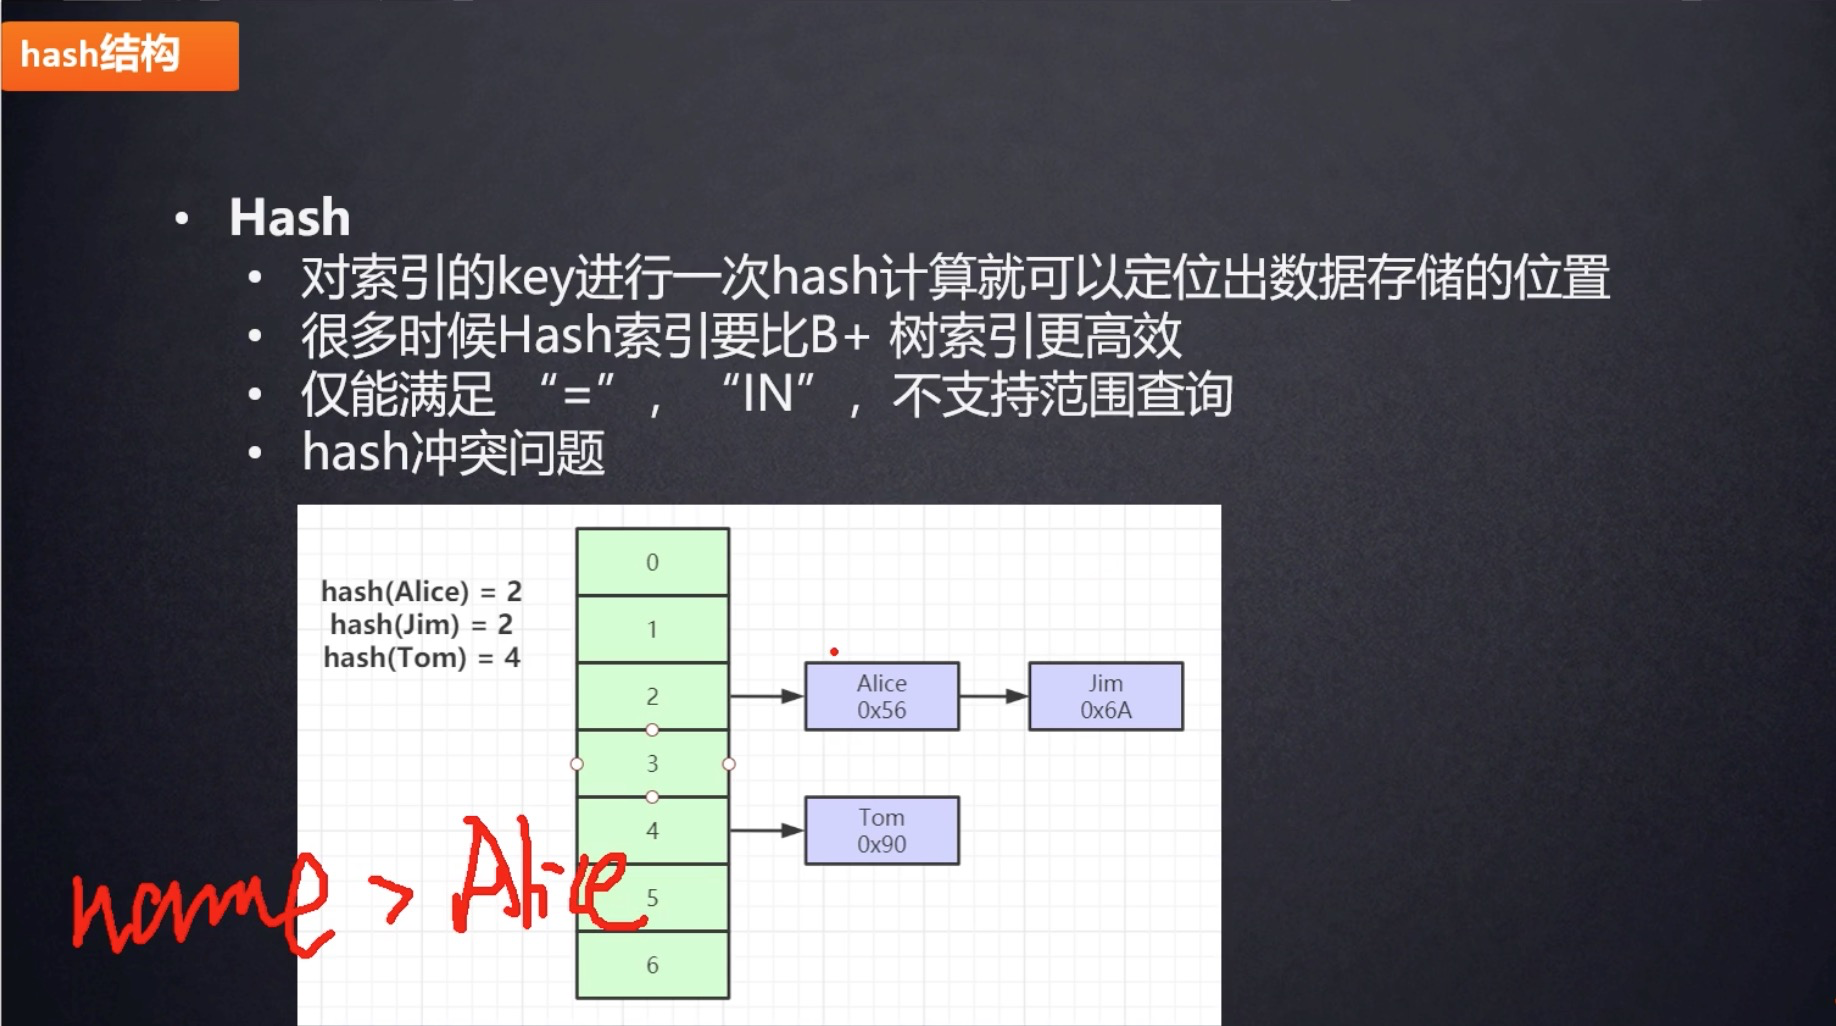 hash结构
Hash
对索引的key进行一次hash计算就可以定位出数据存储的位置
很多时候Hash索引要比B+ 树索引更高效
仅能满足 “=”，“IN”，不支持范围查询
hash冲突问题
hash(Alice) = 2
hash(Jim) = 2
hash(Tom) = 4
0
1
2
Alice
0x56
Jim
0x6A
3
4
Tom
0x90
name > Alice
5
6